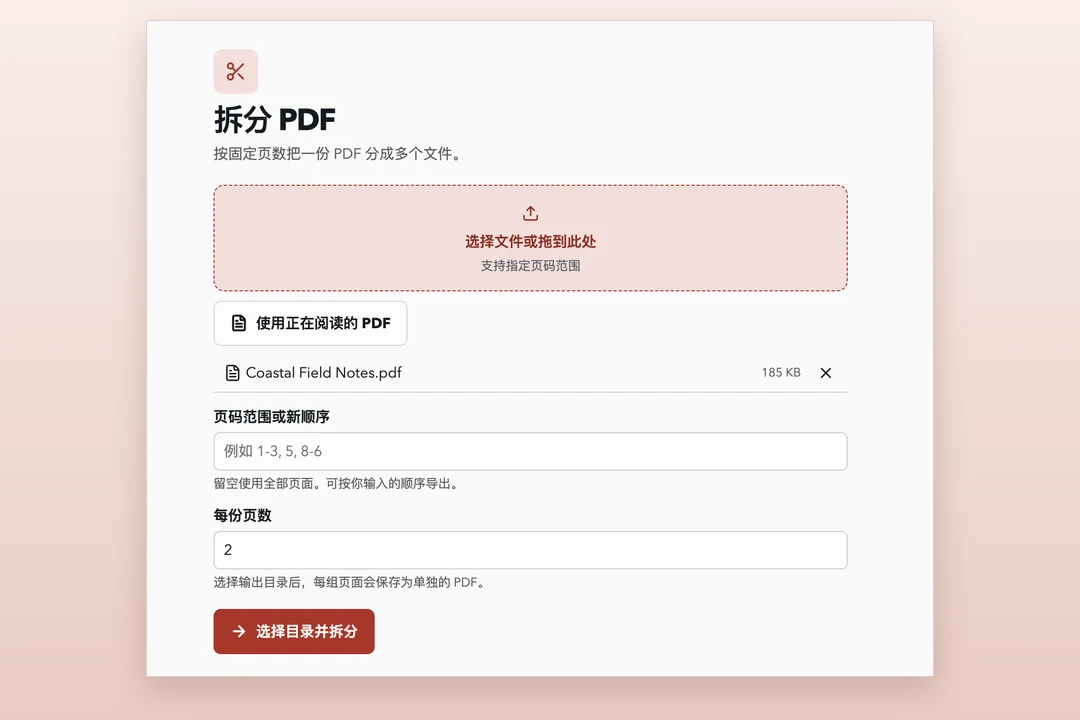 拆分 PDF
按固定页数把一份 PDF 分成多个文件。
选择文件或拖到此处
支持指定页码范围
使用正在阅读的 PDF
Coastal Field Notes.pdf 185 KB
页码范围或新顺序
例如 1-3, 5, 8-6
留空使用全部页面。可按你输入的顺序导出。
每份页数
2
选择输出目录后，每组页面会保存为单独的 PDF。
选择目录并拆分